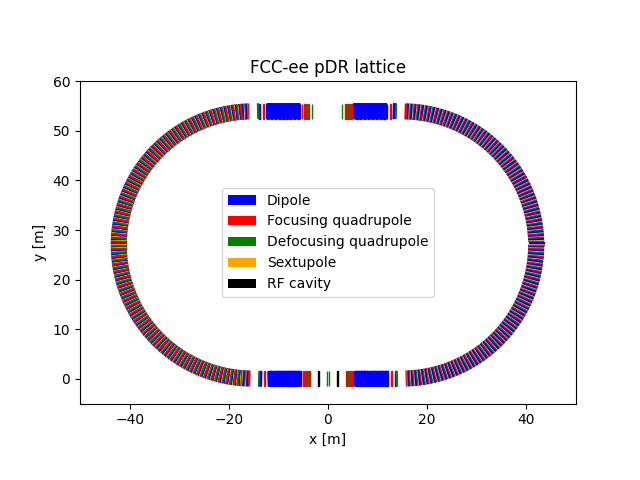 FCC-ee pDR lattice
60
50
40
30
20
10
0
y [m]
Dipole
Focusing quadrupole
Defocusing quadrupole
Sextupole
RF cavity
−40 −20 0 20 40
x [m]